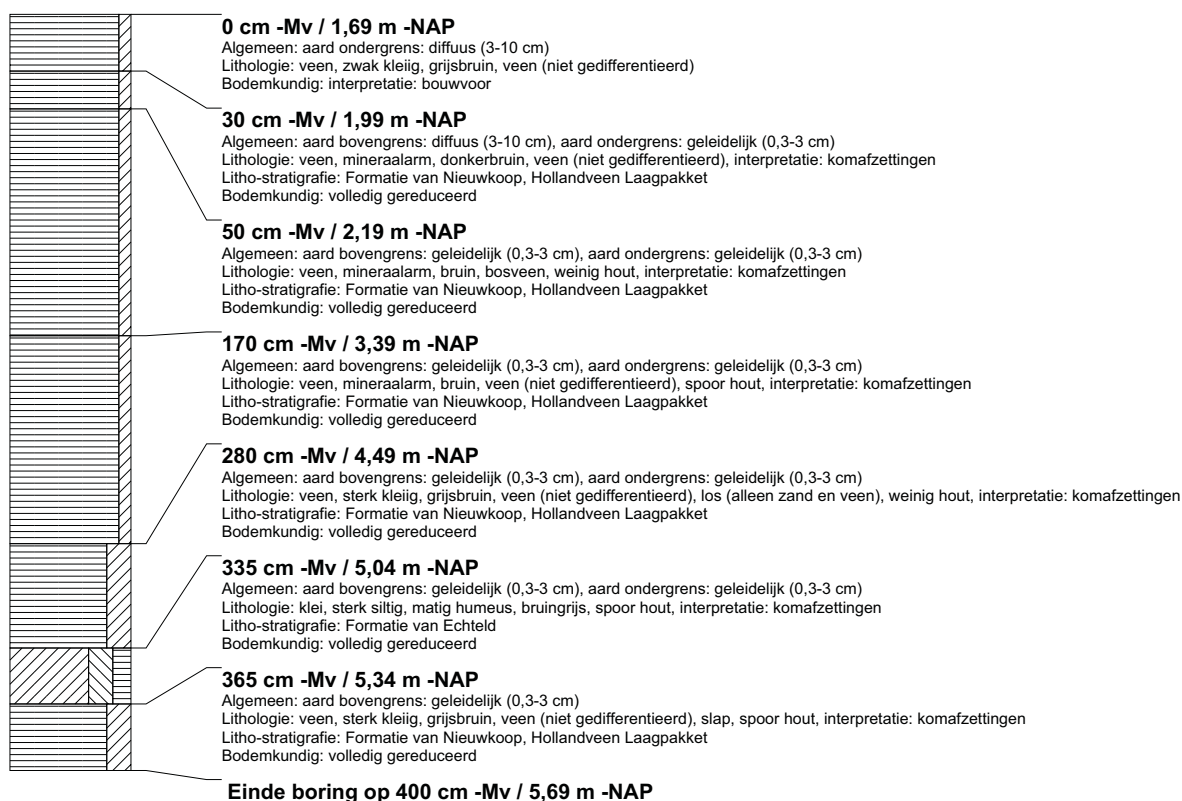 0 cm -Mv / 1,69 m -NAP
Algemeen: aard ondergrens: diffuus (3-10 cm)
Lithologie: veen, zwak kleiig, grijsbruin, veen (niet gedifferentieerd)
Bodemkundig: interpretatie: bouwvoor
30 cm -Mv / 1,99 m -NAP
Algemeen: aard bovengrens: diffuus (3-10 cm), aard ondergrens: geleidelijk (0,3-3 cm)
Lithologie: veen, mineraalarm, donkerbruin, veen (niet gedifferentieerd), interpretatie: komafzettingen
Litho-stratigrafie: Formatie van Nieuwkoop, Hollandveen Laagpakket
Bodemkundig: volledig gereduceerd
50 cm -Mv / 2,19 m -NAP
Algemeen: aard bovengrens: geleidelijk (0,3-3 cm), aard ondergrens: geleidelijk (0,3-3 cm)
Lithologie: veen, mineraalarm, bruin, bosveen, weinig hout, interpretatie: komafzettingen
Litho-stratigrafie: Formatie van Nieuwkoop, Hollandveen Laagpakket
Bodemkundig: volledig gereduceerd
170 cm -Mv / 3,39 m -NAP
Algemeen: aard bovengrens: geleidelijk (0,3-3 cm), aard ondergrens: geleidelijk (0,3-3 cm)
Lithologie: veen, mineraalarm, bruin, veen (niet gedifferentieerd), spoor hout, interpretatie: komafzettingen
Litho-stratigrafie: Formatie van Nieuwkoop, Hollandveen Laagpakket
Bodemkundig: volledig gereduceerd
280 cm -Mv / 4,49 m -NAP
Algemeen: aard bovengrens: geleidelijk (0,3-3 cm), aard ondergrens: geleidelijk (0,3-3 cm)
Lithologie: veen, sterk kleiig, grijsbruin, veen (niet gedifferentieerd), los (alleen zand en veen), weinig hout, interpretatie: komafzettingen
Litho-stratigrafie: Formatie van Nieuwkoop, Hollandveen Laagpakket
Bodemkundig: volledig gereduceerd
335 cm -Mv / 5,04 m -NAP
Algemeen: aard bovengrens: geleidelijk (0,3-3 cm), aard ondergrens: geleidelijk (0,3-3 cm)
Lithologie: klei, sterk siltig, matig humeus, bruingrijs, spoor hout, interpretatie: komafzettingen
Litho-stratigrafie: Formatie van Echteld
Bodemkundig: volledig gereduceerd
365 cm -Mv / 5,34 m -NAP
Algemeen: aard bovengrens: geleidelijk (0,3-3 cm)
Lithologie: veen, sterk kleiig, grijsbruin, veen (niet gedifferentieerd), slap, spoor hout, interpretatie: komafzettingen
Litho-stratigrafie: Formatie van Nieuwkoop, Hollandveen Laagpakket
Bodemkundig: volledig gereduceerd
Einde boring op 400 cm -Mv / 5,69 m -NAP